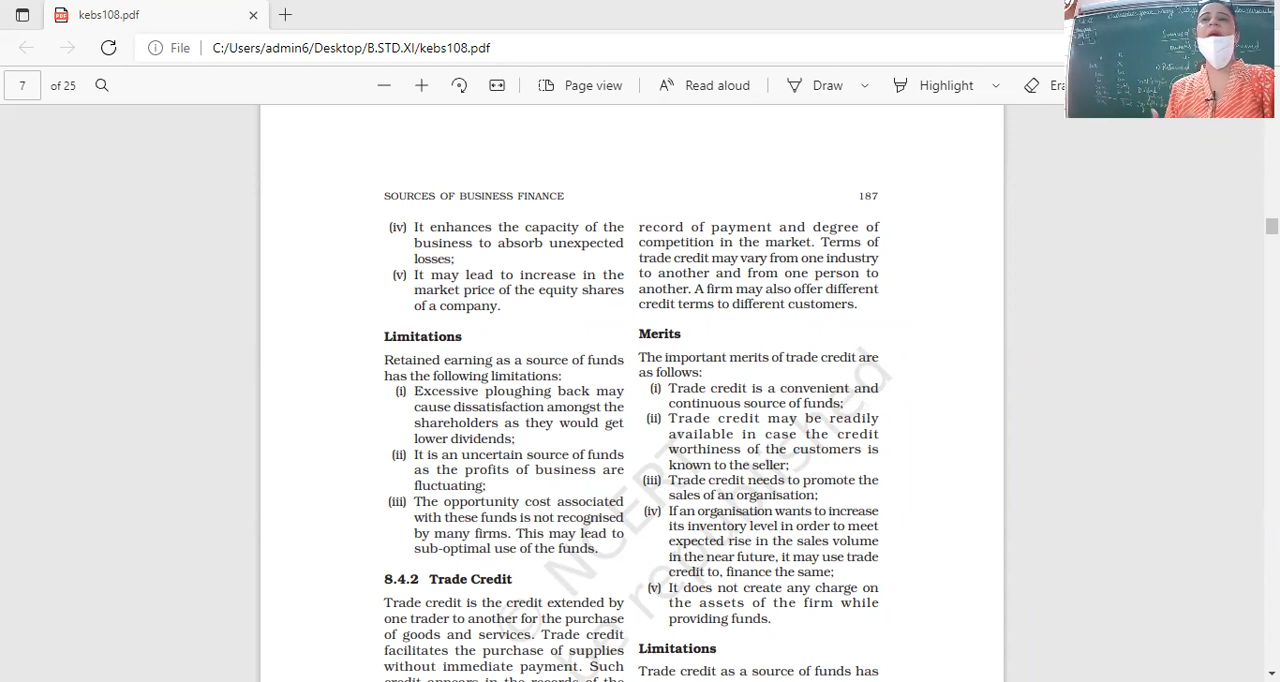 kebs108.pdf
File
C:/Users/admin6/Desktop/B.STD.XI/kebs108.pdf
7 of 25
Page view
Read aloud
Draw
Highlight
Era
SOURCES OF BUSINESS FINANCE
187
(iv) It enhances the capacity of the
business to absorb unexpected
losses;
(v) It may lead to increase in the
market price of the equity shares
of a company.
Limitations
Retained earning as a source of funds
has the following limitations:
(i) Excessive ploughing back may
cause dissatisfaction amongst the
shareholders as they would get
lower dividends;
(ii) It is an uncertain source of funds
as the profits of business are
fluctuating;
(iii) The opportunity cost associated
with these funds is not recognised
by many firms. This may lead to
sub-optimal use of the funds.
8.4.2 Trade Credit
Trade credit is the credit extended by
one trader to another for the purchase
of goods and services. Trade credit
facilitates the purchase of supplies
without immediate payment. Such
credit appears in the records of the
record of payment and degree of
competition in the market. Terms of
trade credit may vary from one industry
to another and from one person to
another. A firm may also offer different
credit terms to different customers.
Merits
The important merits of trade credit are
as follows:
(i) Trade credit is a convenient and
continuous source of funds;
(ii) Trade credit may be readily
available in case the credit
worthiness of the customers is
known to the seller;
(iii) Trade credit needs to promote the
sales of an organisation;
(iv) If an organisation wants to increase
its inventory level in order to meet
expected rise in the sales volume
in the near future, it may use trade
credit to, finance the same;
(v) It does not create any charge on
the assets of the firm while
providing funds.
Limitations
Trade credit as a source of funds has
© NCERT
be republished